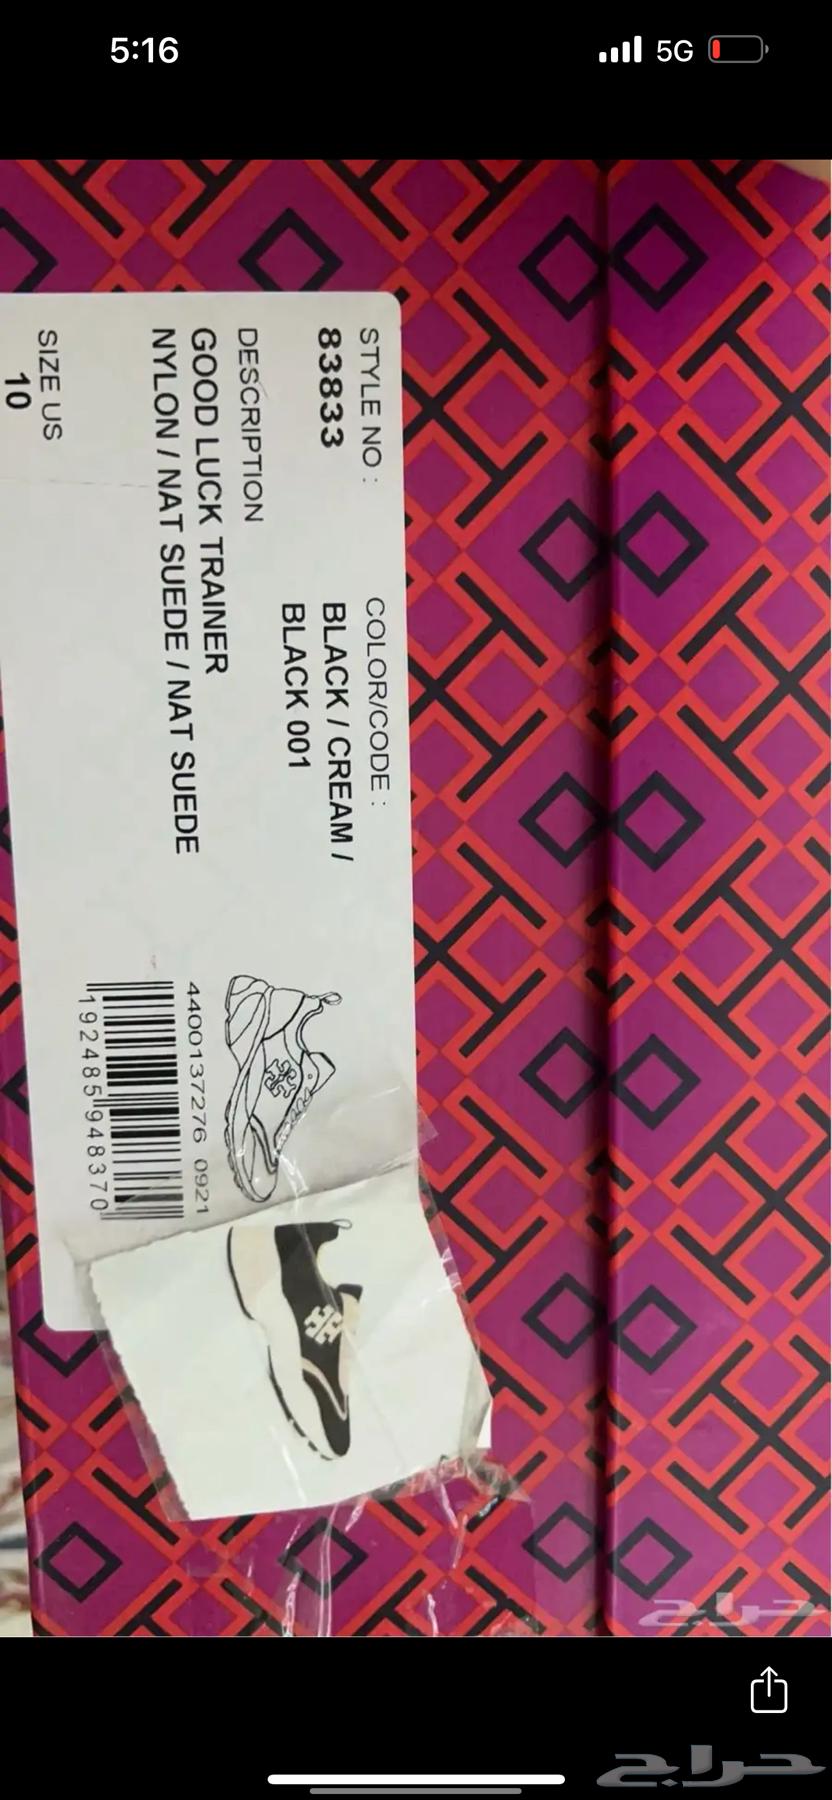 5:16
5G
STYLE NO :
83833
COLOR/CODE :
BLACK / CREAM /
BLACK 001
DESCRIPTION
GOOD LUCK TRAINER
NYLON / NAT SUEDE / NAT SUEDE
SIZE US
10
4400137276 0921
192485948370
حراج
حراج